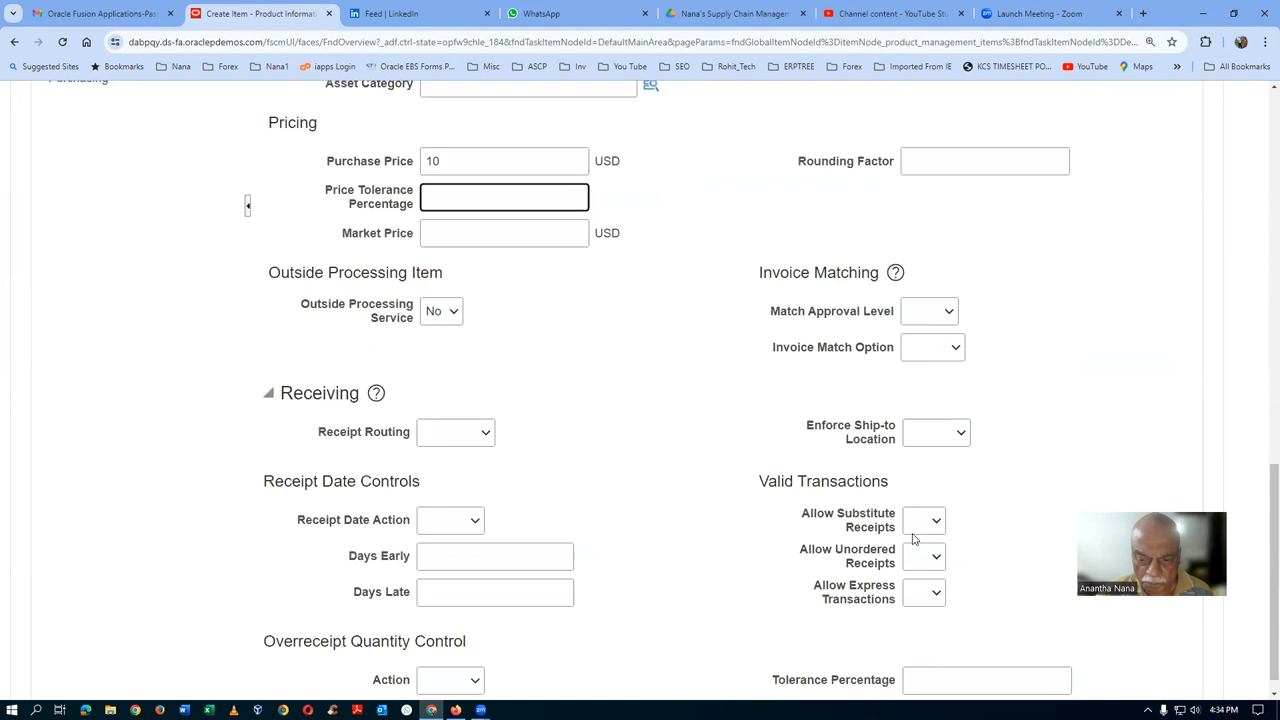 Oracle Fusion Applications-Pas
Create Item - Product Informati
Feed | LinkedIn
WhatsApp
Nana's Supply Chain Managem
Channel content - YouTube Stu
Launch Meeting - Zoom
dabpqy.ds-fa.oraclepdemos.com/fscmUI/faces/FndOverview?_adf.ctrl-state=opfw9chle_184&fndTaskItemNodeId=DefaultMainArea&pageParams=fndGlobalItemNodeId%3DitemNode_product_management_items%3BfndTaskItemNodeId%3DDe...
Suggested Sites
Bookmarks
Nana
Forex
Nana1
iapps Login
Oracle EBS Forms P...
Misc
ASCP
Inv
You Tube
SEO
Rohit_Tech
ERPTREE
Forex
Imported From IE
KCS TIMESHEET PO...
YouTube
Maps
All Bookmarks
Asset Category
Pricing
Purchase Price 10 USD
Rounding Factor
Price Tolerance
Percentage
Market Price USD
Outside Processing Item
Invoice Matching ?
Outside Processing
Service
No
Match Approval Level
Invoice Match Option
Receiving ?
Receipt Routing
Enforce Ship-to
Location
Receipt Date Controls
Valid Transactions
Receipt Date Action
Allow Substitute
Receipts
Days Early
Allow Unordered
Receipts
Days Late
Allow Express
Transactions
Anantha Nana
Overreceipt Quantity Control
Action
Tolerance Percentage
4:34 PM